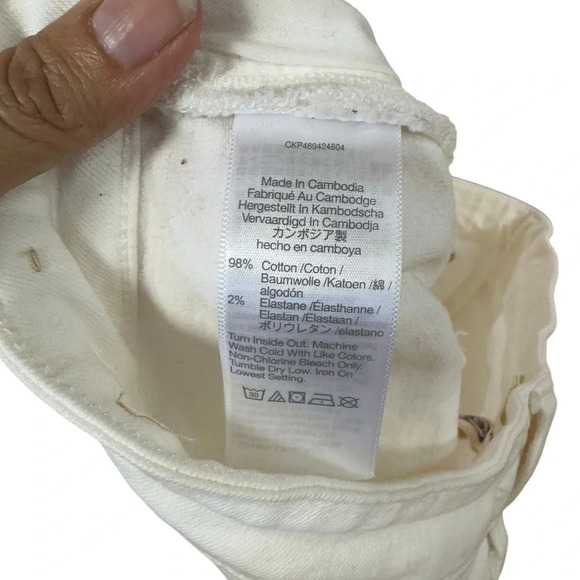 CKP469424804
Made In Cambodia
Fabriqué Au Cambodge
Hergestellt In Kambodscha
Vervaardigd In Cambodja
カンボジア製
hecho en camboya
98% Cotton /Coton /
Baumwolle /Katoen /綿/
algodón
2% Elastane /Élasthanne /
Elastan /Elastaan /
ポリウレタン /elastano
Turn Inside Out. Machine
Wash Cold With Like Colors.
Non-Chlorine Bleach Only.
Tumble Dry Low. Iron On
Lowest Setting.
30